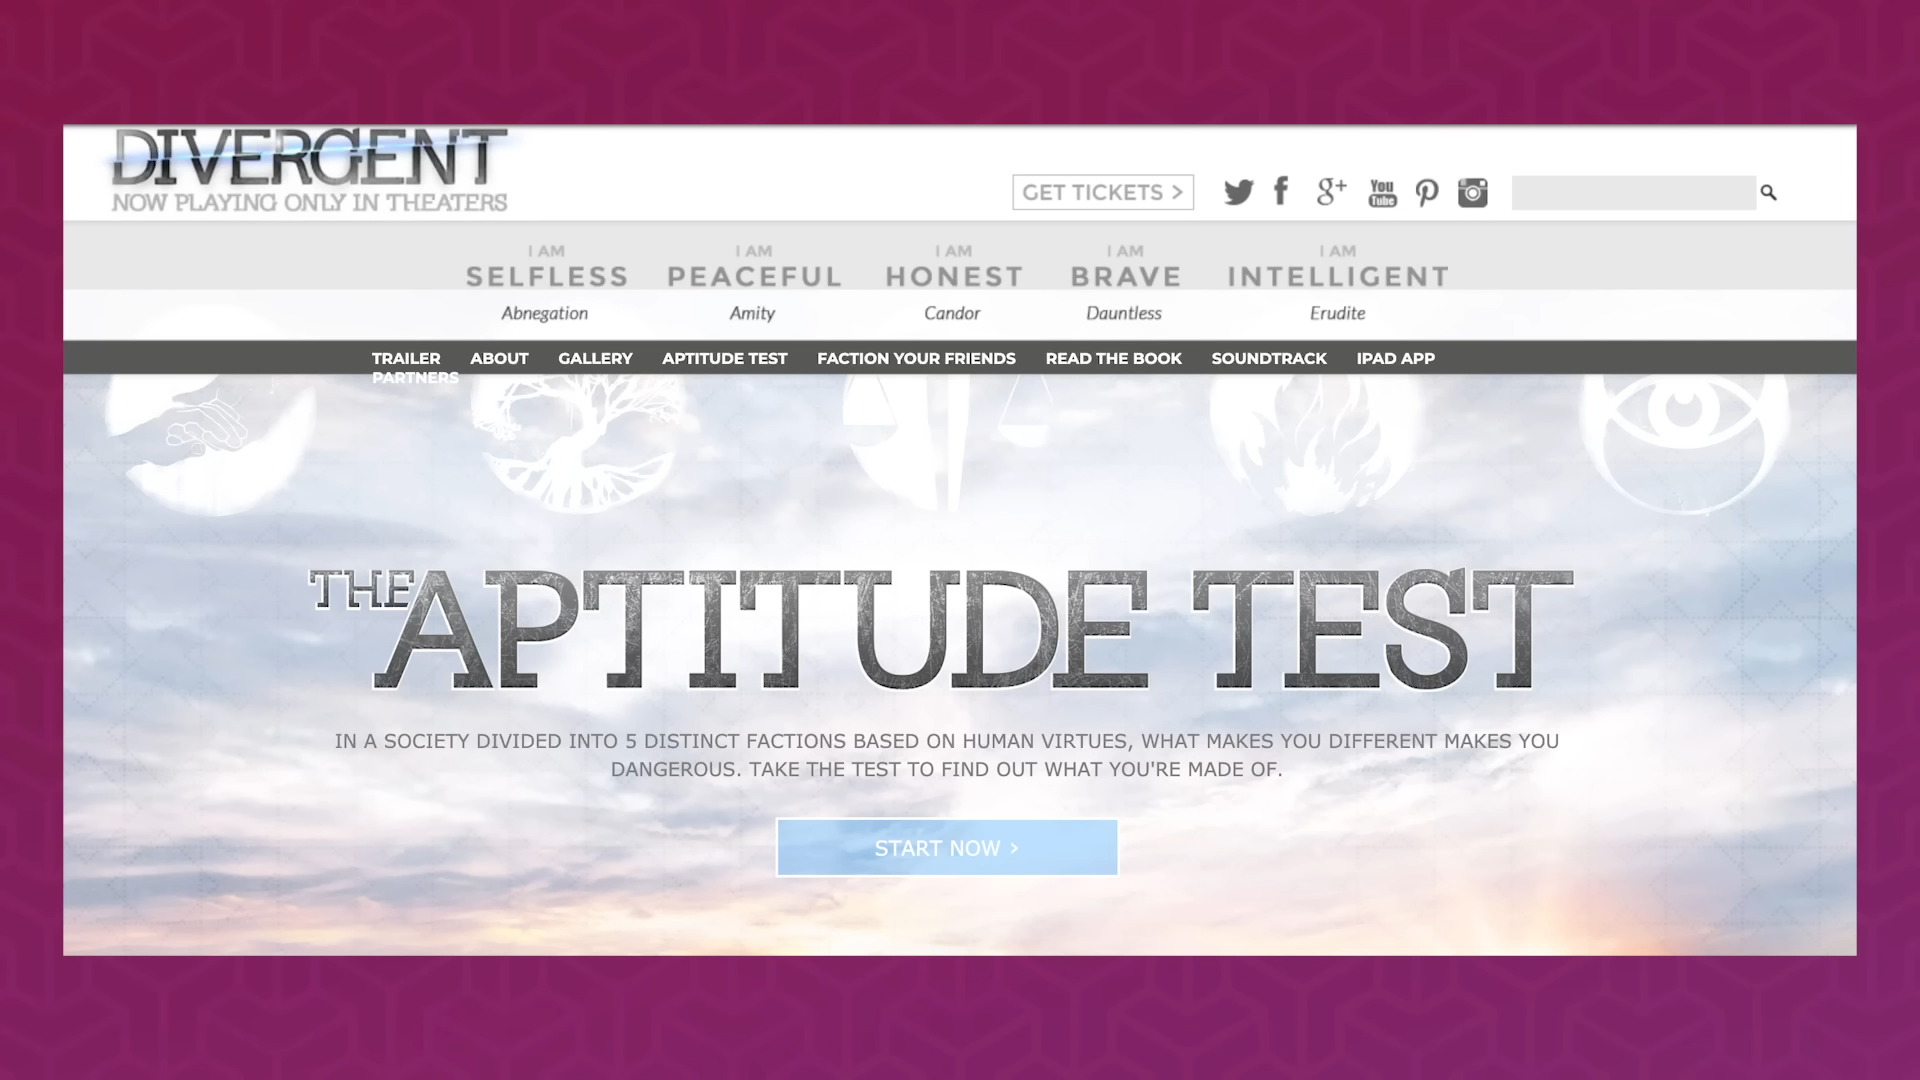 DIVERGENT
NOW PLAYING ONLY IN THEATERS
GET TICKETS >
g+
You
Tube
I AM
SELFLESS
Abnegation
I AM
PEACEFUL
Amity
I AM
HONEST
Candor
I AM
BRAVE
Dauntless
I AM
INTELLIGENT
Erudite
TRAILER ABOUT GALLERY APTITUDE TEST FACTION YOUR FRIENDS READ THE BOOK SOUNDTRACK IPAD APP
PARTNERS
THE APTITUDE TEST
IN A SOCIETY DIVIDED INTO 5 DISTINCT FACTIONS BASED ON HUMAN VIRTUES, WHAT MAKES YOU DIFFERENT MAKES YOU
DANGEROUS. TAKE THE TEST TO FIND OUT WHAT YOU'RE MADE OF.
START NOW >